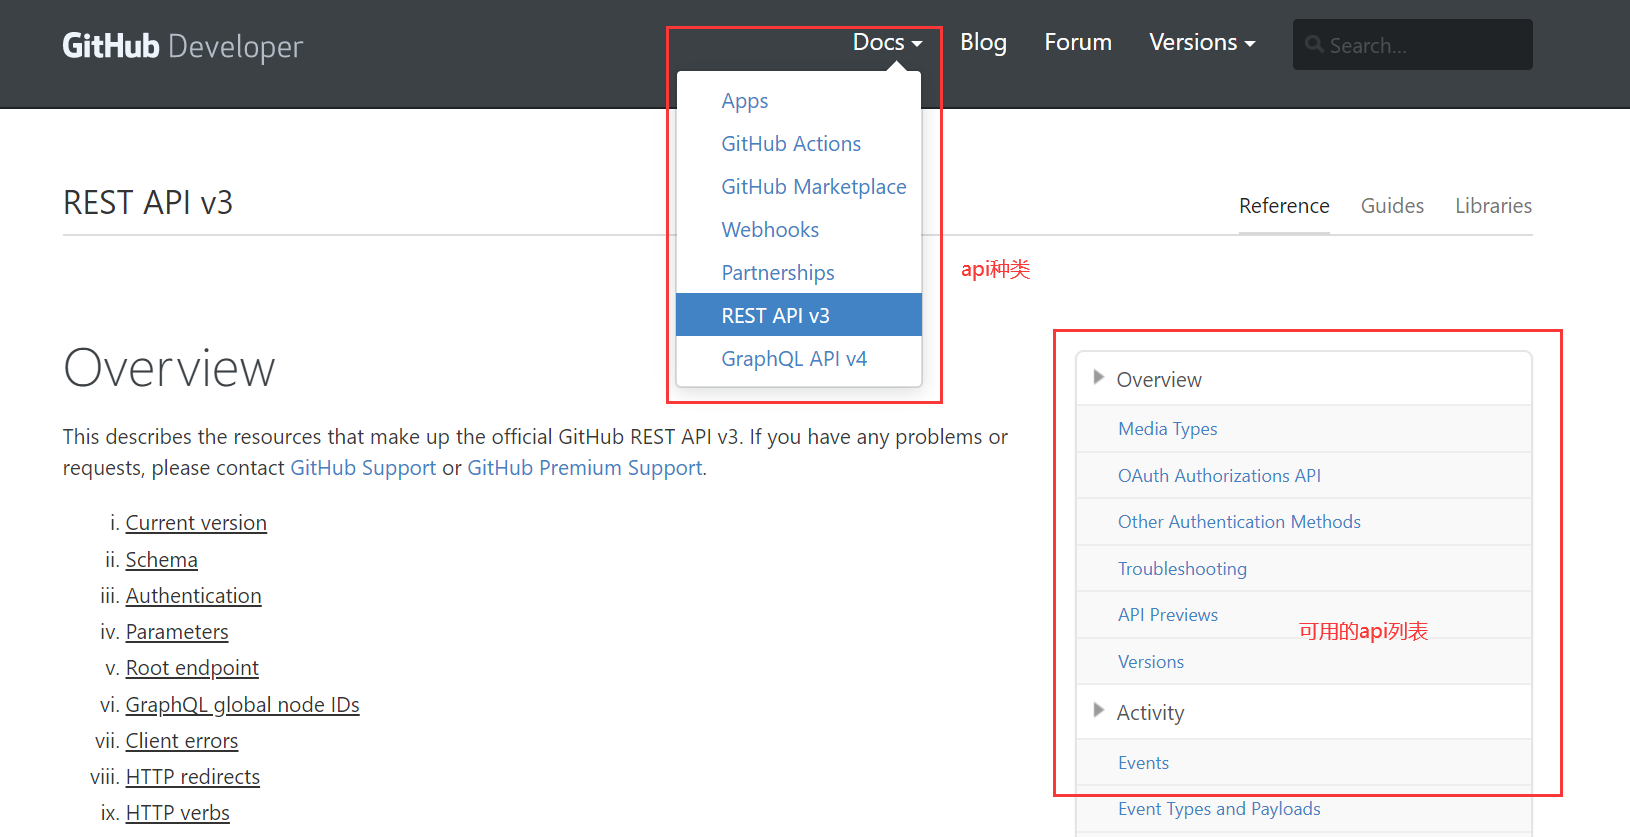 GitHub Developer
Docs
Blog
Forum
Versions
Search...
Apps
GitHub Actions
GitHub Marketplace
Webhooks
Partnerships
REST API v3
GraphQL API v4
REST API v3
Reference
Guides
Libraries
api种类
Overview
This describes the resources that make up the official GitHub REST API v3. If you have any problems or
requests, please contact GitHub Support or GitHub Premium Support.
i. Current version
ii. Schema
iii. Authentication
iv. Parameters
v. Root endpoint
vi. GraphQL global node IDs
vii. Client errors
viii. HTTP redirects
ix. HTTP verbs
Overview
Media Types
OAuth Authorizations API
Other Authentication Methods
Troubleshooting
API Previews
可用的api列表
Versions
Activity
Events
Event Types and Payloads